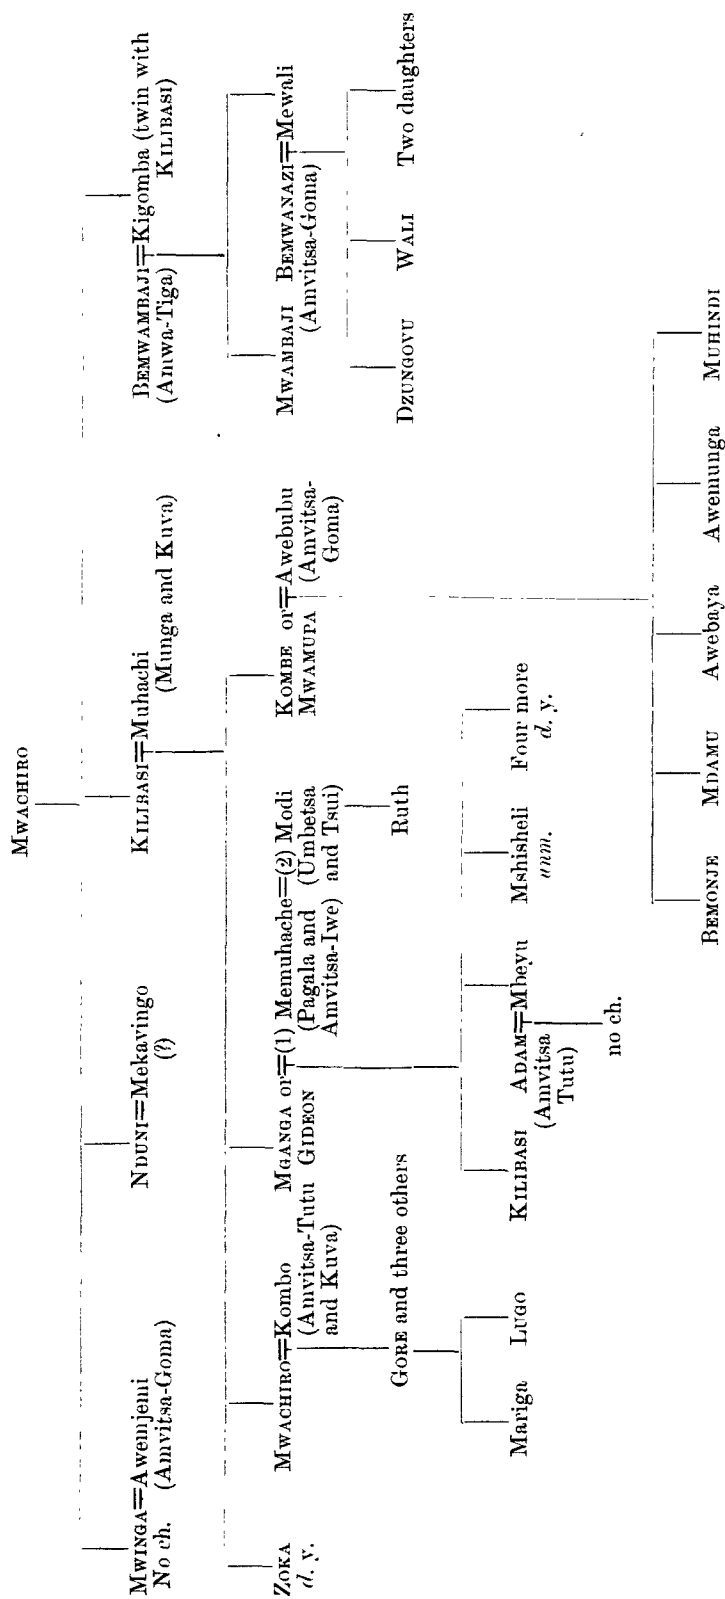 MWACHIRO
MWINGA=Awemjemi
No ch. (Amvitsa-Goma)
NDUNI=Mekavingo
(?)
KILIBASI=Muhachi
(Munga and Kuva)
BEMWAMBAJI=Kigomba (twin with
(Amwa-Tiga) KILIBASI)
ZOKA
d. y.
MWACHIRO=Kombo
(Amvitsa-Tutu
and Kuva)
MGANGA or=(1) Memuhache=(2) Modi
GIDEON (Pagala and (Umbetsa
Amvitsa-Iwe) and Tsui)
KOMBE or=Awebubu
MWAMUPA (Amvitsa-
Goma)
MWAMBAJI
BEMWANAZI=Mewali
(Amvitsa-Goma)
GORE and three others
Ruth
DZUNGOVU WALI Two daughters
Mariga LUGO
KILIBASI ADAM=Mbeyu Mshisheli Four more
(Amvitsa unm. d. y.
Tutu)
no ch.
BEMONJE MDAMU Awebaya Awemunga MUHINDI